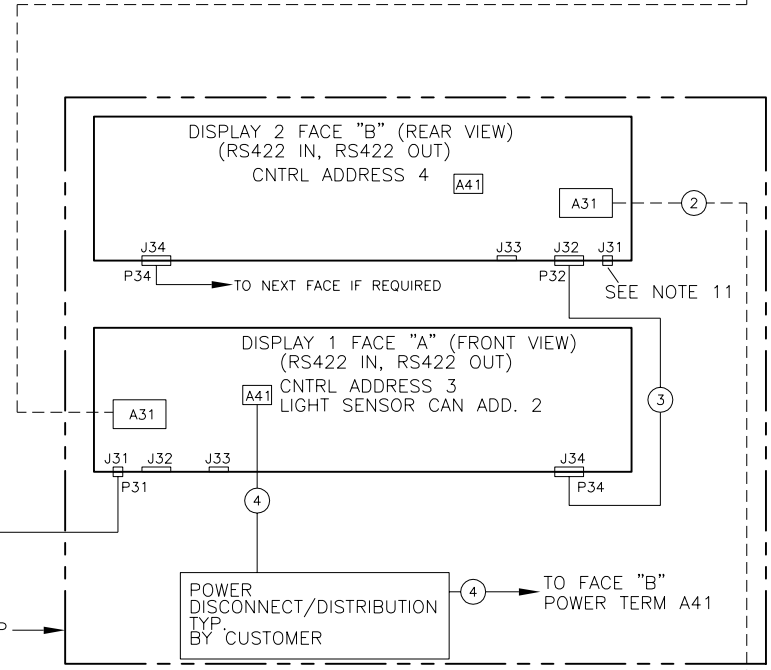 DISPLAY 2 FACE "B" (REAR VIEW)
(RS422 IN, RS422 OUT)
CNTRL ADDRESS 4
A41
A31
2
J34
J33
J32
J31
P34
P32
TO NEXT FACE IF REQUIRED
SEE NOTE 11
DISPLAY 1 FACE "A" (FRONT VIEW)
(RS422 IN, RS422 OUT)
CNTRL ADDRESS 3
LIGHT SENSOR CAN ADD. 2
A41
A31
3
J31
J32
J33
J34
P31
P34
4
POWER
DISCONNECT/DISTRIBUTION
TYP.
BY CUSTOMER
4
TO FACE "B"
POWER TERM A41
P